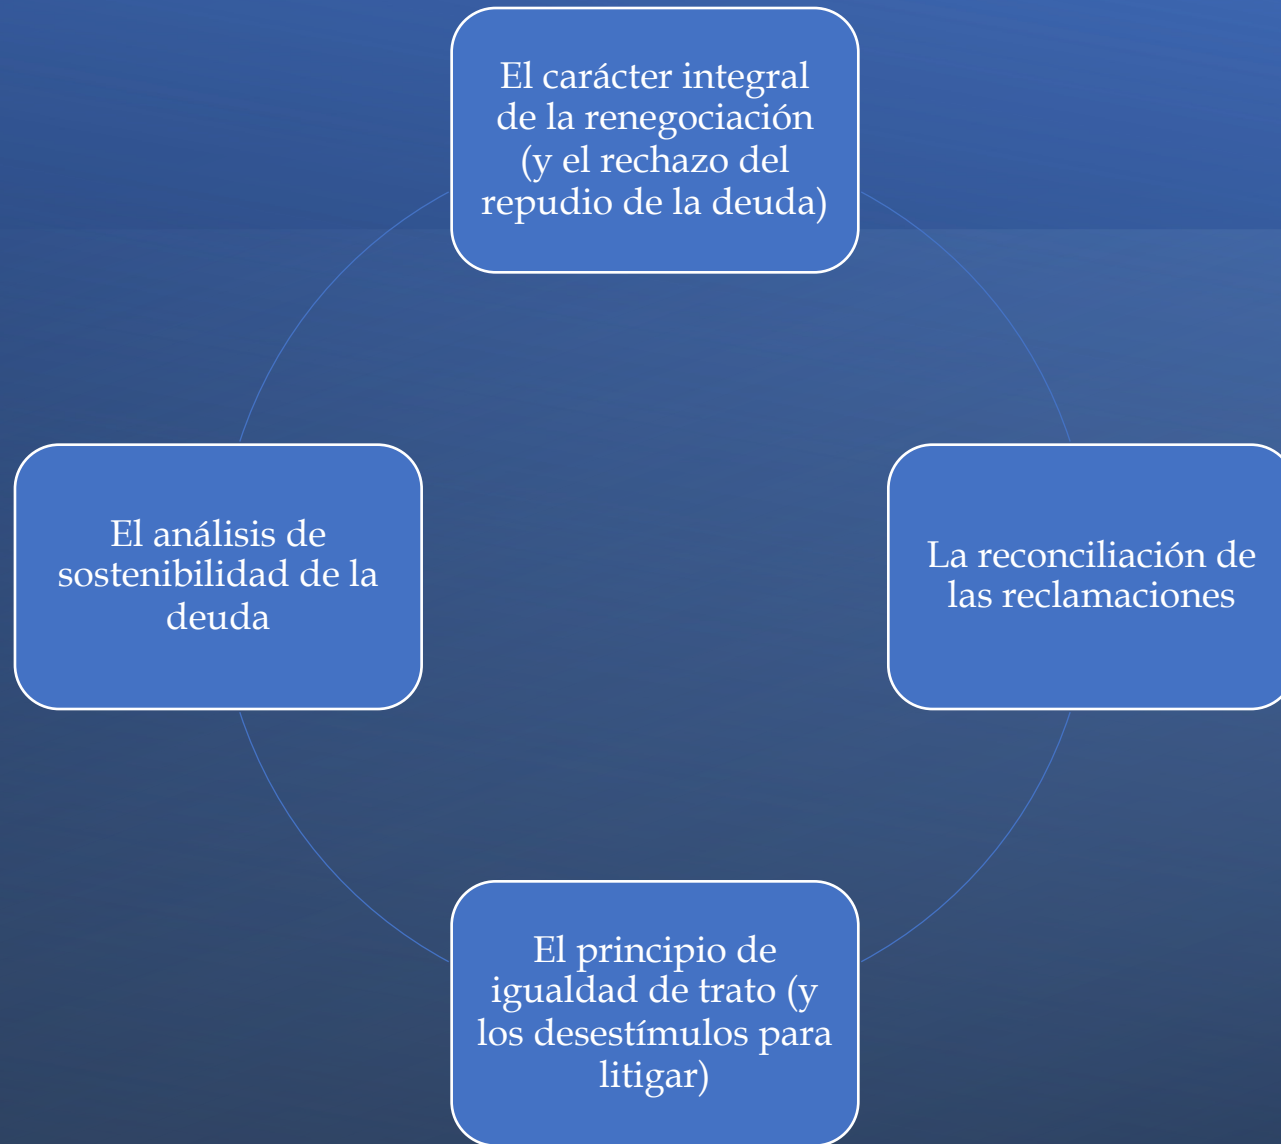 El carácter integral
de la renegociación
(y el rechazo del
repudio de la deuda)
El análisis de
sostenibilidad de la
deuda
La reconciliación de
las reclamaciones
El principio de
igualdad de trato (y
los desestímulos para
litigar)